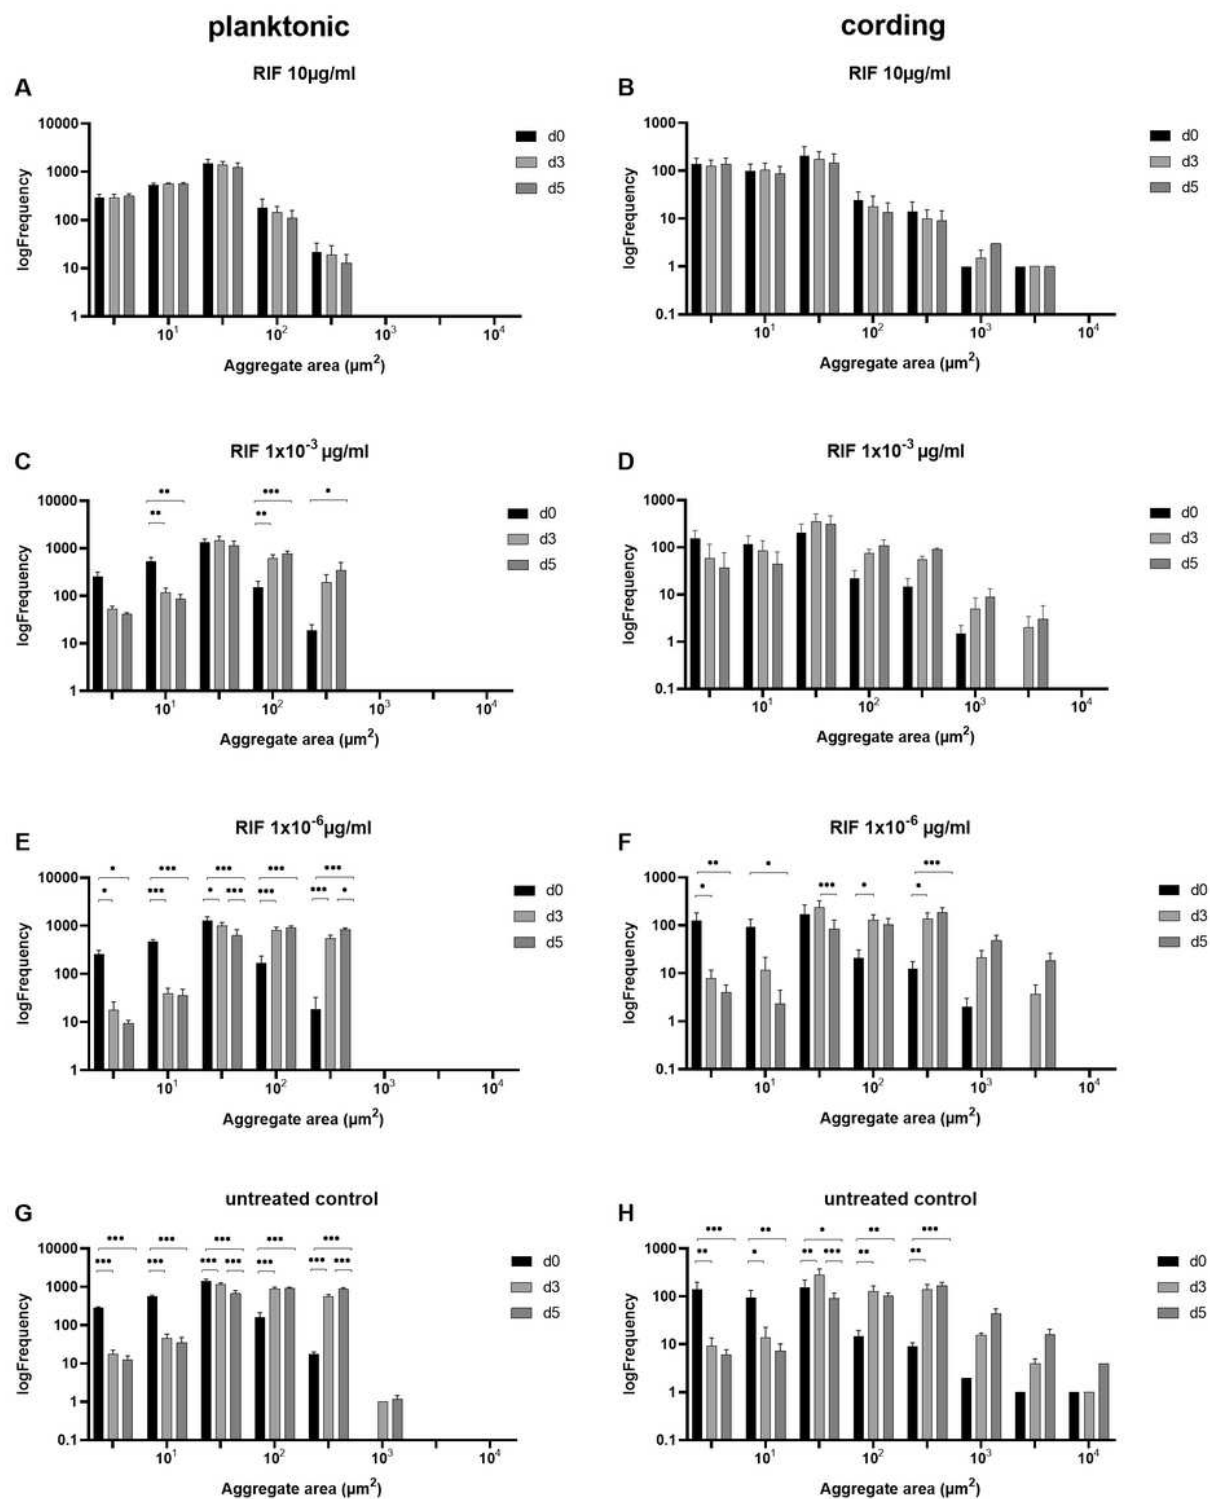 planktonic
cording
A
RIF 10µg/ml
10000
1000
100
10
1
logFrequency
10¹
10²
10³
10⁴
Aggregate area (µm²)
d0
d3
d5
B
RIF 10µg/ml
1000
100
10
1
0.1
logFrequency
10¹
10²
10³
10⁴
Aggregate area (µm²)
d0
d3
d5
C
RIF 1x10⁻³ µg/ml
** *** *
** **
10000
1000
100
10
1
logFrequency
10¹
10²
10³
10⁴
Aggregate area (µm²)
d0
d3
d5
D
RIF 1x10⁻³ µg/ml
1000
100
10
1
0.1
logFrequency
10¹
10²
10³
10⁴
Aggregate area (µm²)
d0
d3
d5
E
RIF 1x10⁻⁶µg/ml
* *** *** *** ***
* *** * *** *** *** *
10000
1000
100
10
1
logFrequency
10¹
10²
10³
10⁴
Aggregate area (µm²)
d0
d3
d5
F
RIF 1x10⁻⁶ µg/ml
** * ***
* *** * *
1000
100
10
1
0.1
logFrequency
10¹
10²
10³
10⁴
Aggregate area (µm²)
d0
d3
d5
G
untreated control
*** *** *** *** ***
*** *** *** *** *** *** ***
10000
1000
100
10
1
0.1
logFrequency
10¹
10²
10³
10⁴
Aggregate area (µm²)
d0
d3
d5
H
untreated control
*** ** * ** ***
** * ** *** ** **
1000
100
10
1
0.1
logFrequency
10¹
10²
10³
10⁴
Aggregate area (µm²)
d0
d3
d5